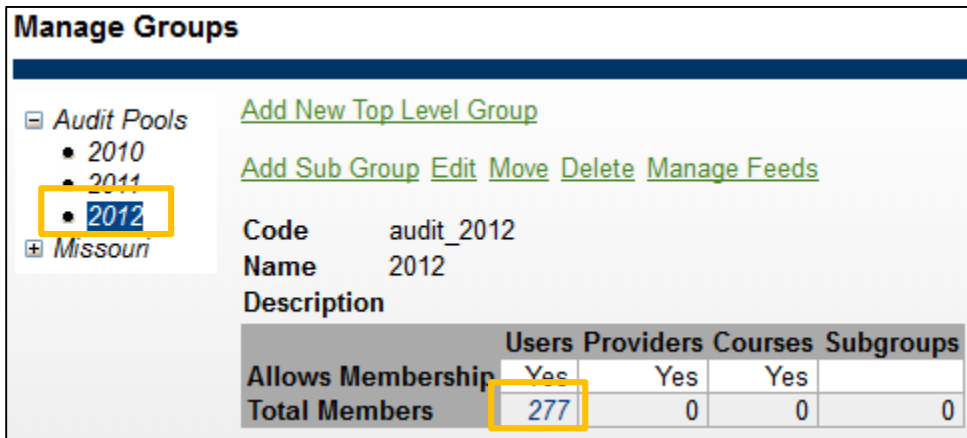 Manage Groups
Audit Pools
2010
2011
2012
Missouri
Add New Top Level Group
Add Sub Group Edit Move Delete Manage Feeds
Code audit_2012
Name 2012
Description
Users Providers Courses Subgroups
Allows Membership Yes Yes Yes
Total Members 277 0 0 0